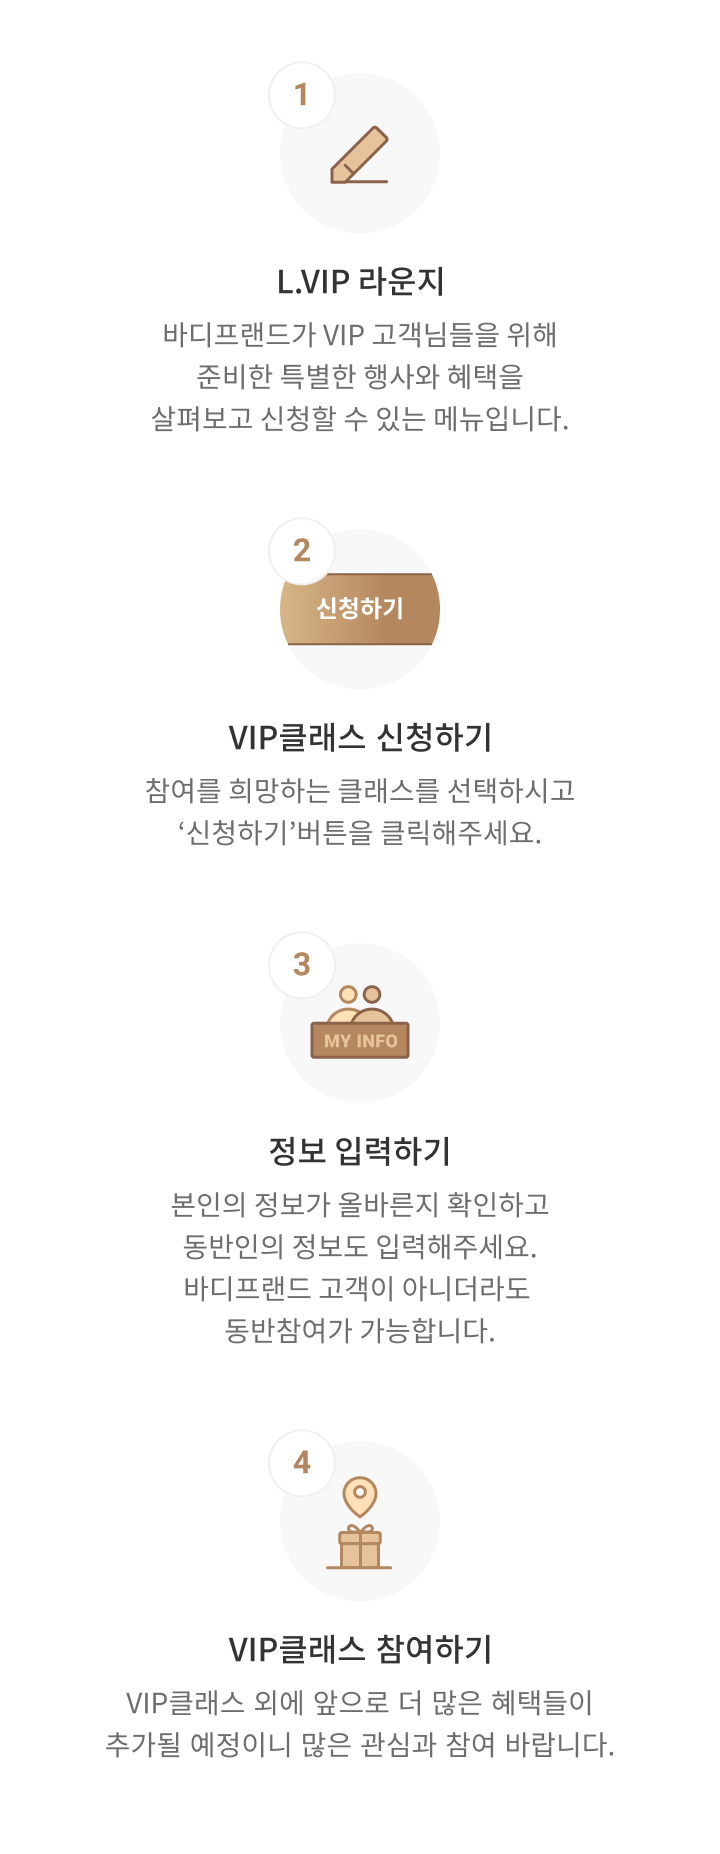 1
L.VIP 라운지
바디프랜드가 VIP 고객님들을 위해
준비한 특별한 행사와 혜택을
살펴보고 신청할 수 있는 메뉴입니다.
2
신청하기
VIP클래스 신청하기
참여를 희망하는 클래스를 선택하시고
‘신청하기’버튼을 클릭해주세요.
3
MY INFO
정보 입력하기
본인의 정보가 올바른지 확인하고
동반인의 정보도 입력해주세요.
바디프랜드 고객이 아니더라도
동반참여가 가능합니다.
4
VIP클래스 참여하기
VIP클래스 외에 앞으로 더 많은 혜택들이
추가될 예정이니 많은 관심과 참여 바랍니다.